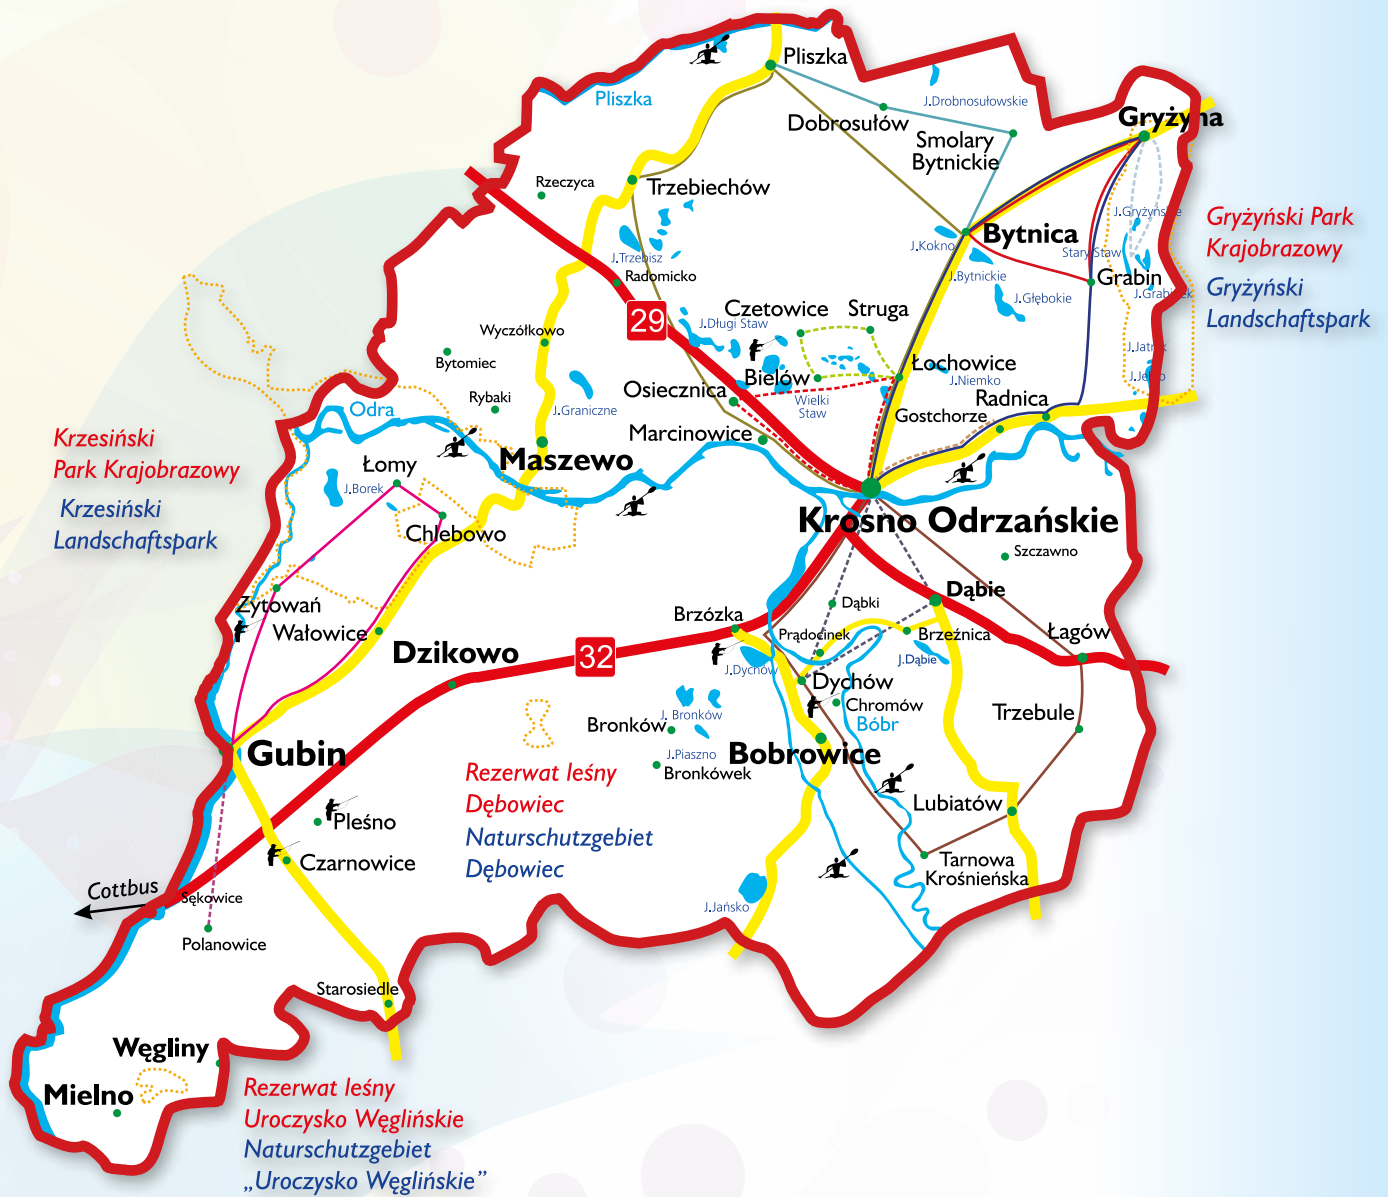 Pliszka
Pliszka
J.Drobnosułowskie
Dobrosułów
Smolary
Bytnickie
Gryżyna
Rzeczyca
Trzebiechów
J.Gryżyńskie
Gryżyński Park
Krajobrazowy
Gryżyński
Landschaftspark
J.Kokno
Bytnica
Stary Staw
J.Trzebisz
Radomicko
J.Bytnickie
Grabin
J.Głębokie
J.Grabinek
29
Czetowice
Struga
J.Długi Staw
Wyczółkowo
Bytomiec
J.Jatnik
Łochowice
J.Niemko
J.Jelito
Bielów
Osiecznica
Wielki
Staw
Radnica
Rybaki
J.Graniczne
Gostchorze
Odra
Marcinowice
Krzesiński
Park Krajobrazowy
Krzesiński
Landschaftspark
Maszewo
Łomy
J.Borek
Chlebowo
Krosno Odrzańskie
Szczawno
Żytowań
Wałowice
Dąbie
Dąbki
Brzózka
Prądocinek
Brzeźnica
Łagów
Dzikowo
32
J.Dychów
J.Dąbie
Dychów
Chromów
Trzebule
J. Bronków
Bronków
Bóbr
Gubin
J.Piaszno
Bobrowice
Bronkówek
Rezerwat leśny
Dębowiec
Naturschutzgebiet
Dębowiec
Lubiatów
Pleśno
Czarnowice
Tarnowa
Krośnieńska
Cottbus
Sękowice
J.Jańsko
Polanowice
Starosiedle
Węgliny
Mielno
Rezerwat leśny
Uroczysko Węglińskie
Naturschutzgebiet
„Uroczysko Węglińskie”